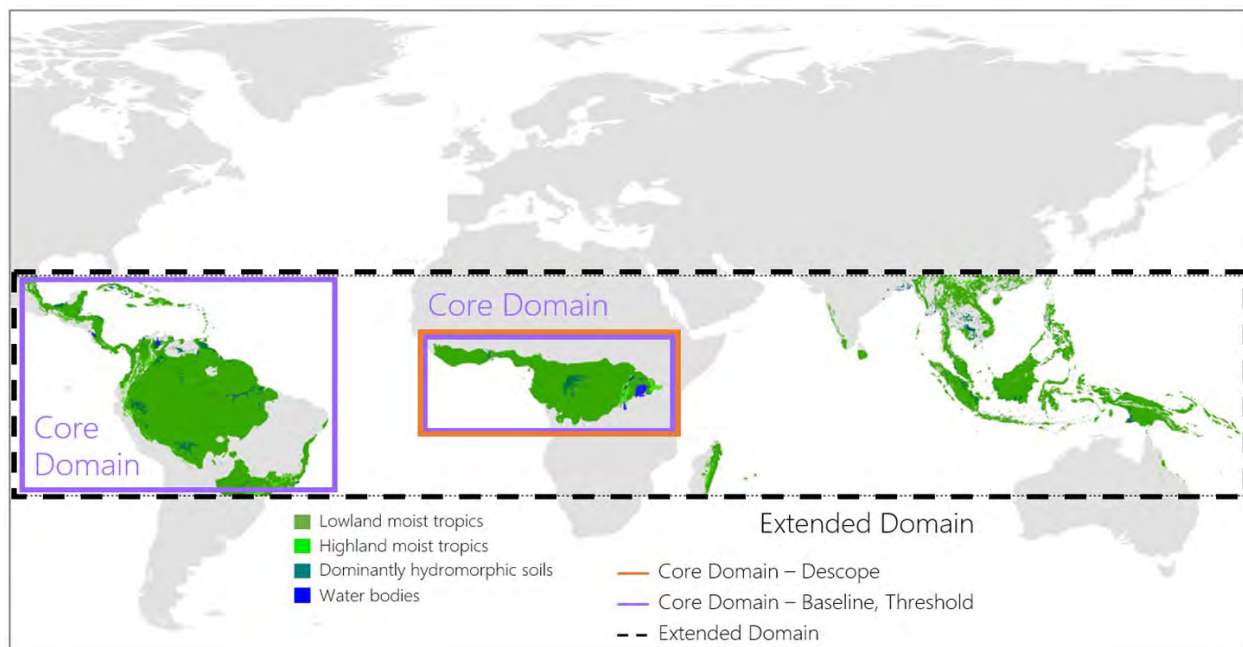 Core Domain
Core
Domain
Lowland moist tropics
Highland moist tropics
Dominantly hydromorphic soils
Water bodies
Extended Domain
Core Domain – Descope
Core Domain – Baseline, Threshold
Extended Domain